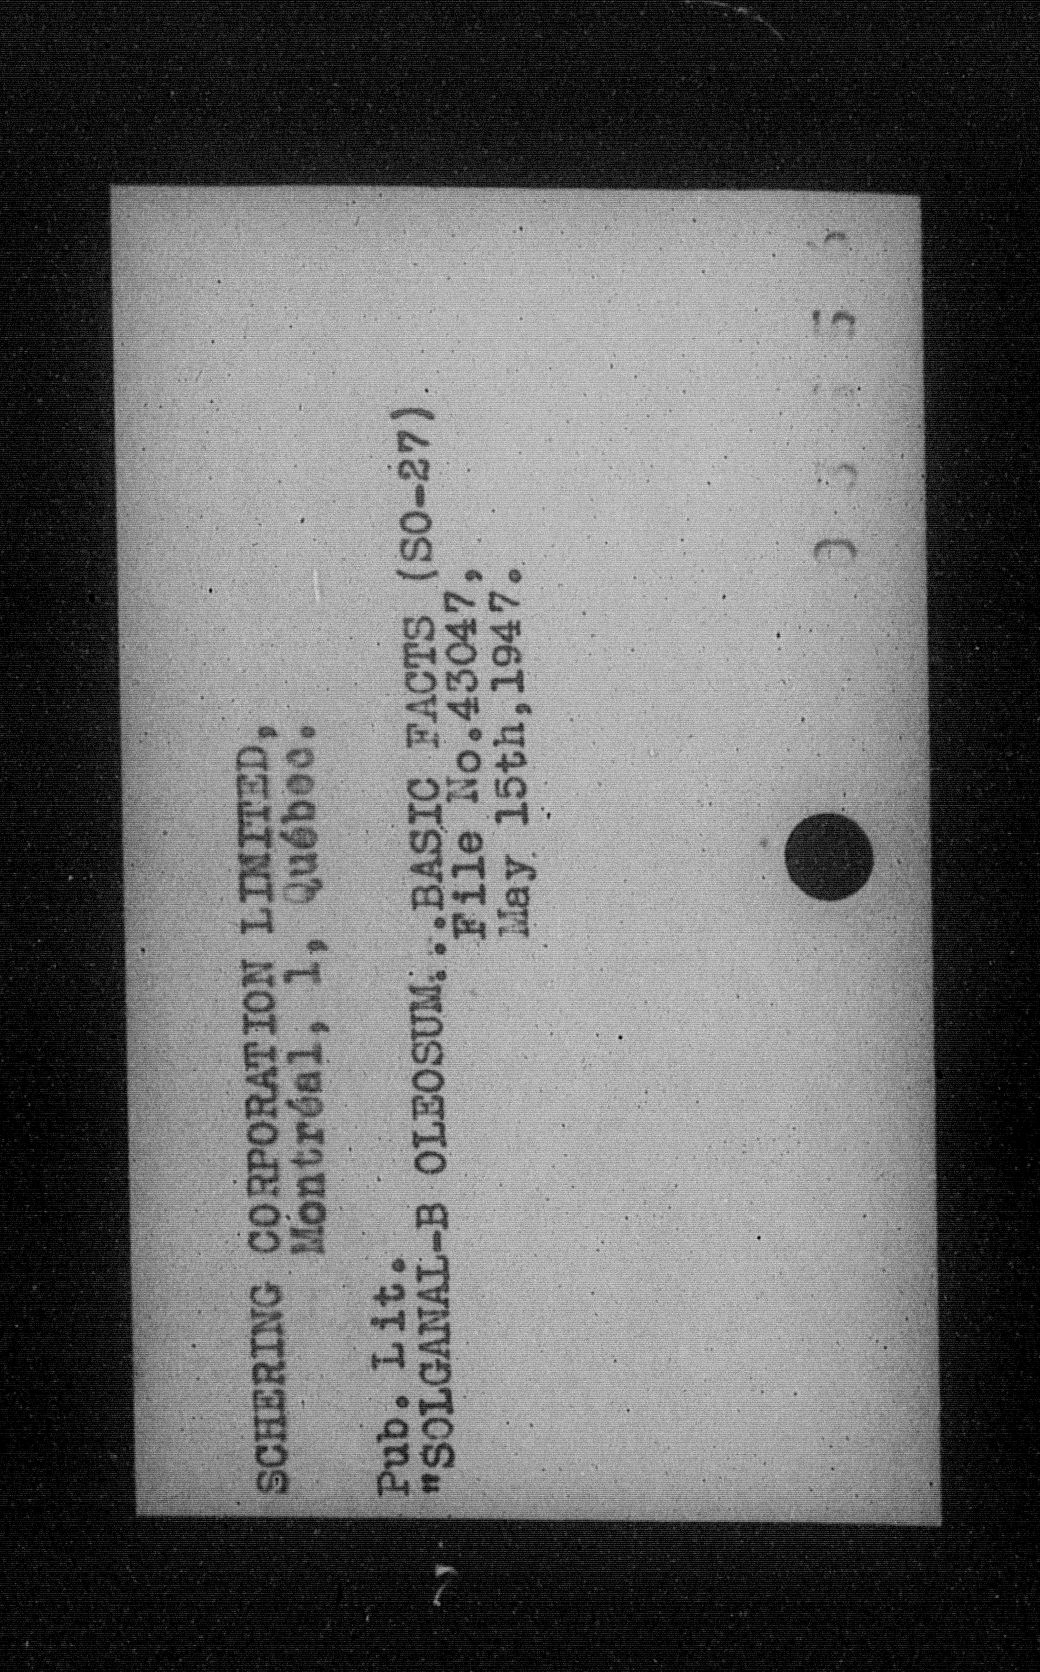 SCHERING CORPORATION LIMITED,
Montréal, 1, Québec.
Pub. Lit.
"SOLGANAL-B OLEOSUM...BASIC FACTS (SO-27)
File No.43047,
May 15th,1947.